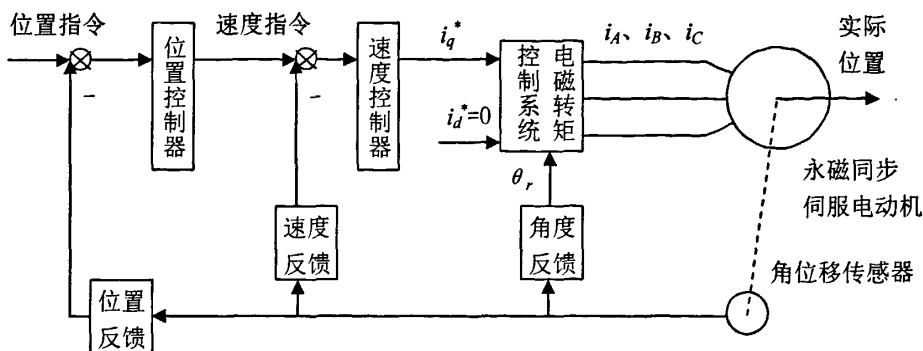 位置指令
速度指令
位置控制器
速度控制器
i_q^*
i_d^*=0
控制系统
电磁转矩
i_A、i_B、i_C
实际
位置
θ_r
永磁同步
伺服电动机
速度
反馈
角度
反馈
角位移传感器
位置
反馈
−
−